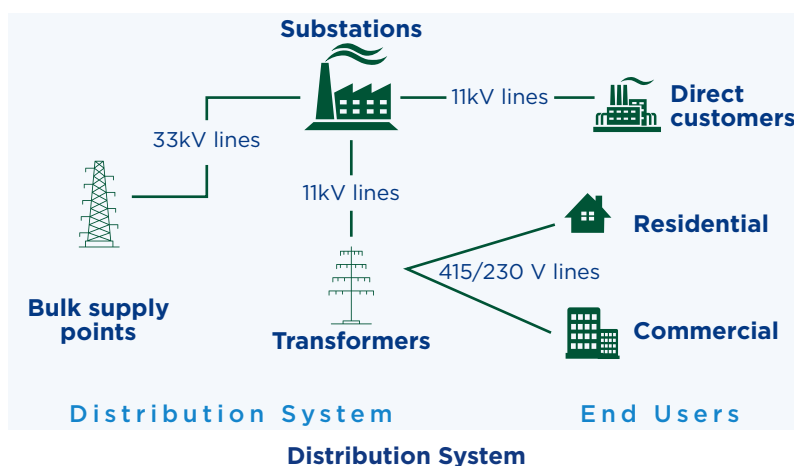 Substations
11kV lines
Direct
customers
33kV lines
11kV lines
Residential
415/230 V lines
Bulk supply
points
Transformers
Commercial
Distribution System
End Users
Distribution System